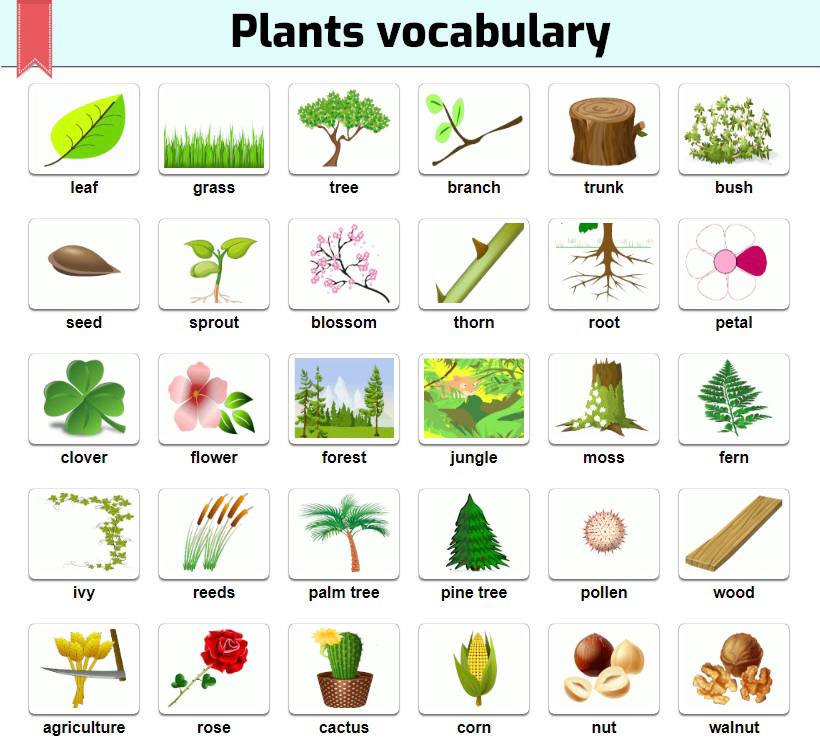 Plants vocabulary
leaf grass tree branch trunk bush
seed sprout blossom thorn root petal
clover flower forest jungle moss fern
ivy reeds palm tree pine tree pollen wood
agriculture rose cactus corn nut walnut